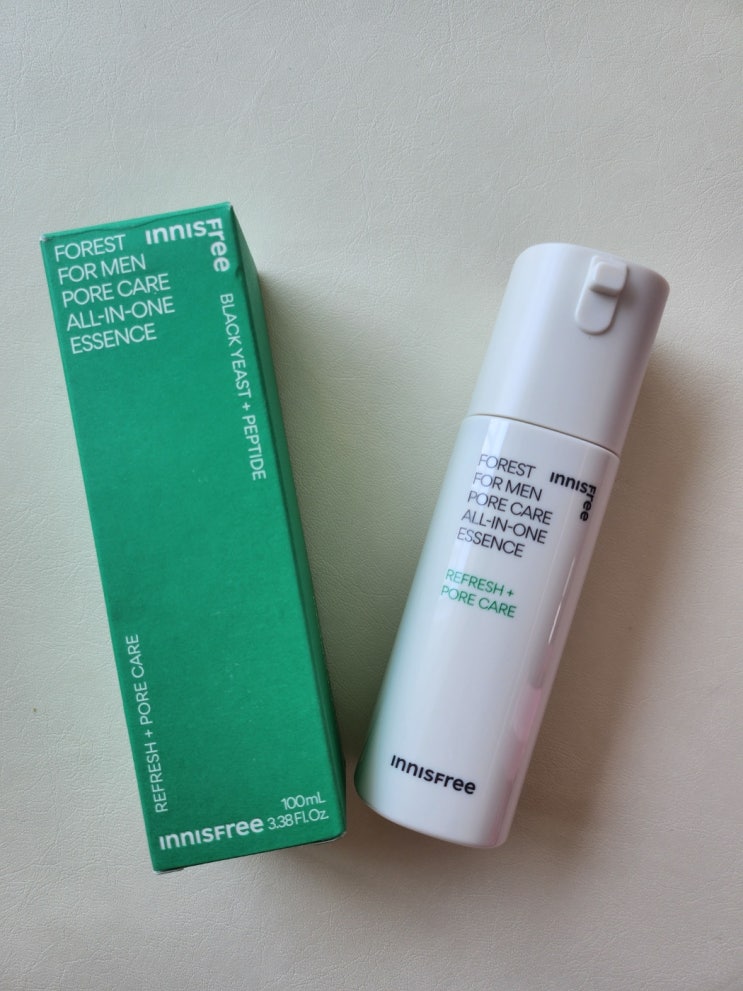 FOREST
FOR MEN
PORE CARE
ALL-IN-ONE
ESSENCE
innisfree
BLACK YEAST + PEPTIDE
REFRESH + PORE CARE
innisfree
100mL
3.38 Fl.Oz.
FOREST
FOR MEN
PORE CARE
ALL-IN-ONE
ESSENCE
innisfree
REFRESH +
PORE CARE
innisfree